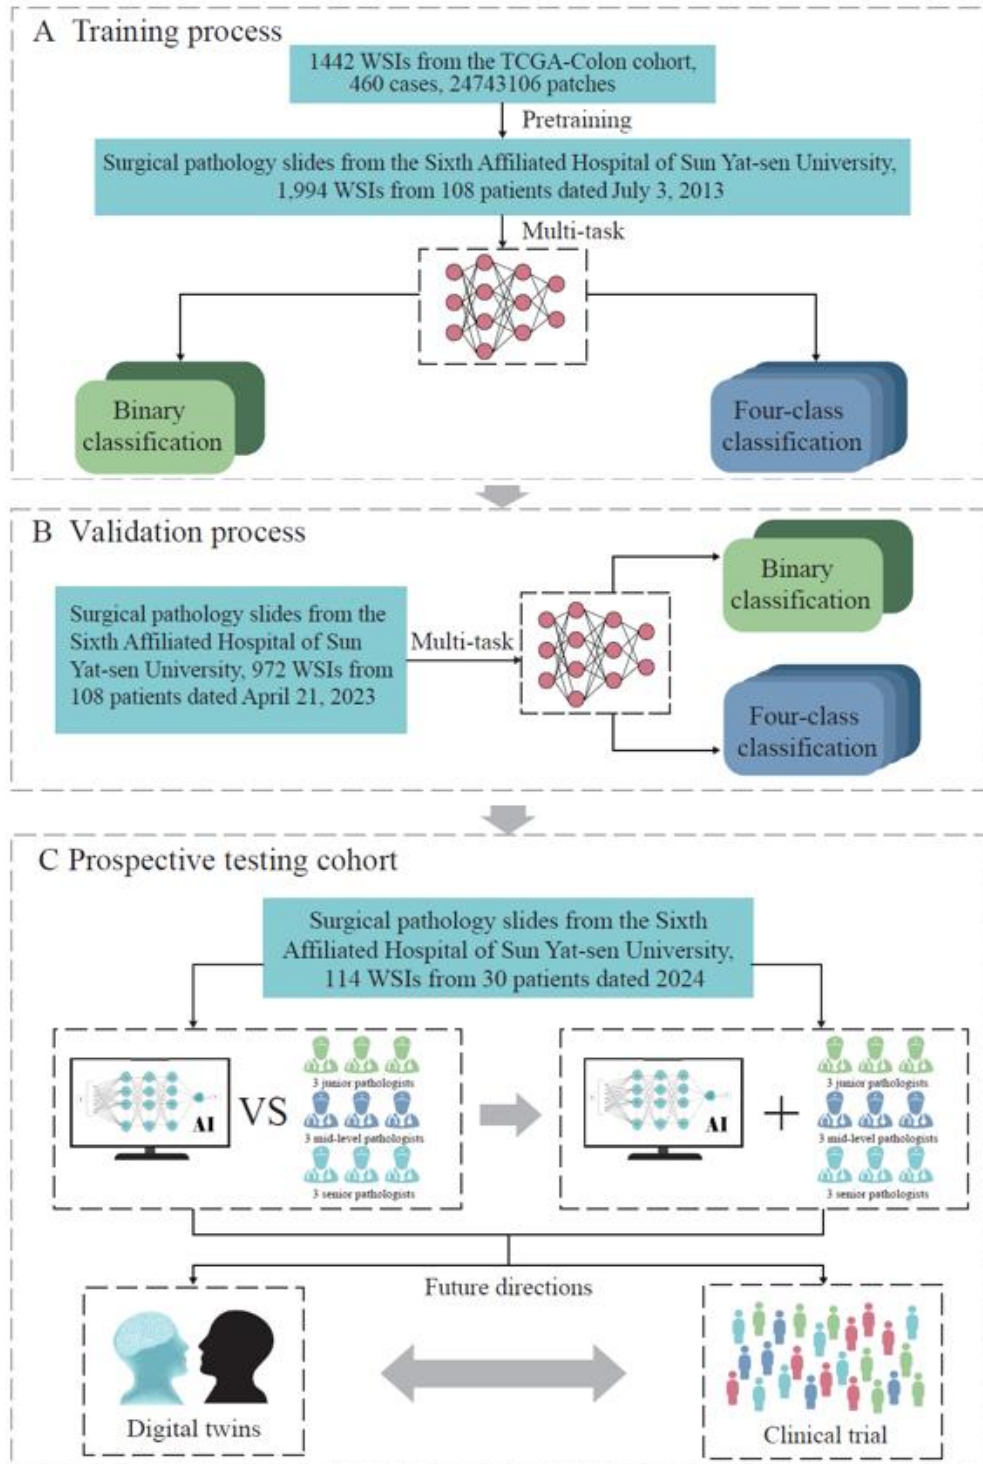 A Training process
1442 WSIs from the TCGA-Colon cohort,
460 cases, 24743106 patches
Pretraining
Surgical pathology slides from the Sixth Affiliated Hospital of Sun Yat-sen University,
1,994 WSIs from 108 patients dated July 3, 2013
Multi-task
Binary
classification
Four-class
classification
B Validation process
Surgical pathology slides from the
Sixth Affiliated Hospital of Sun
Yat-sen University, 972 WSIs from
108 patients dated April 21, 2023
Multi-task
Binary
classification
Four-class
classification
C Prospective testing cohort
Surgical pathology slides from the Sixth
Affiliated Hospital of Sun Yat-sen University,
114 WSIs from 30 patients dated 2024
AI
VS
3 junior pathologists
3 mid-level pathologists
3 senior pathologists
AI
+
3 junior pathologists
3 mid-level pathologists
3 senior pathologists
Future directions
Digital twins
Clinical trial